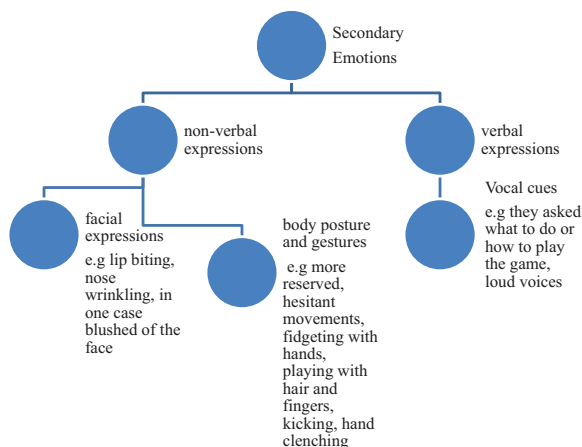 Secondary
Emotions
non-verbal
expressions
verbal
expressions
facial
expressions
e.g lip biting,
nose
wrinkling, in
one case
blushed of the
face
body posture
and gestures
e.g more
reserved,
hesitant
movements,
fidgeting with
hands,
playing with
hair and
fingers,
kicking, hand
clenching
Vocal cues
e.g they asked
what to do or
how to play
the game,
loud voices